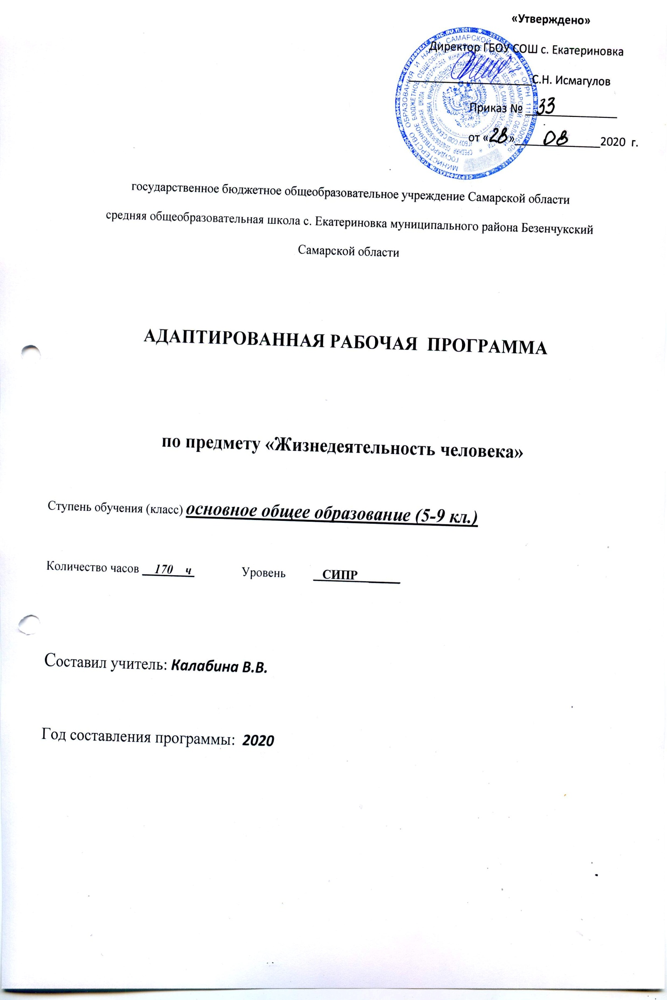 «Утверждено»
Директор ГБОУ СОШ с. Екатериновка
С.Н. Исмагулов
Приказ № 33
от «28» 08 2020 г.
государственное бюджетное общеобразовательное учреждение Самарской области
средняя общеобразовательная школа с. Екатериновка муниципального района Безенчукский
Самарской области
АДАПТИРОВАННАЯ РАБОЧАЯ ПРОГРАММА
по предмету «Жизнедеятельность человека»
Ступень обучения (класс) основное общее образование (5-9 кл.)
Количество часов 170 ч Уровень СИПР
Составил учитель: Калабина В.В.
Год составления программы: 2020